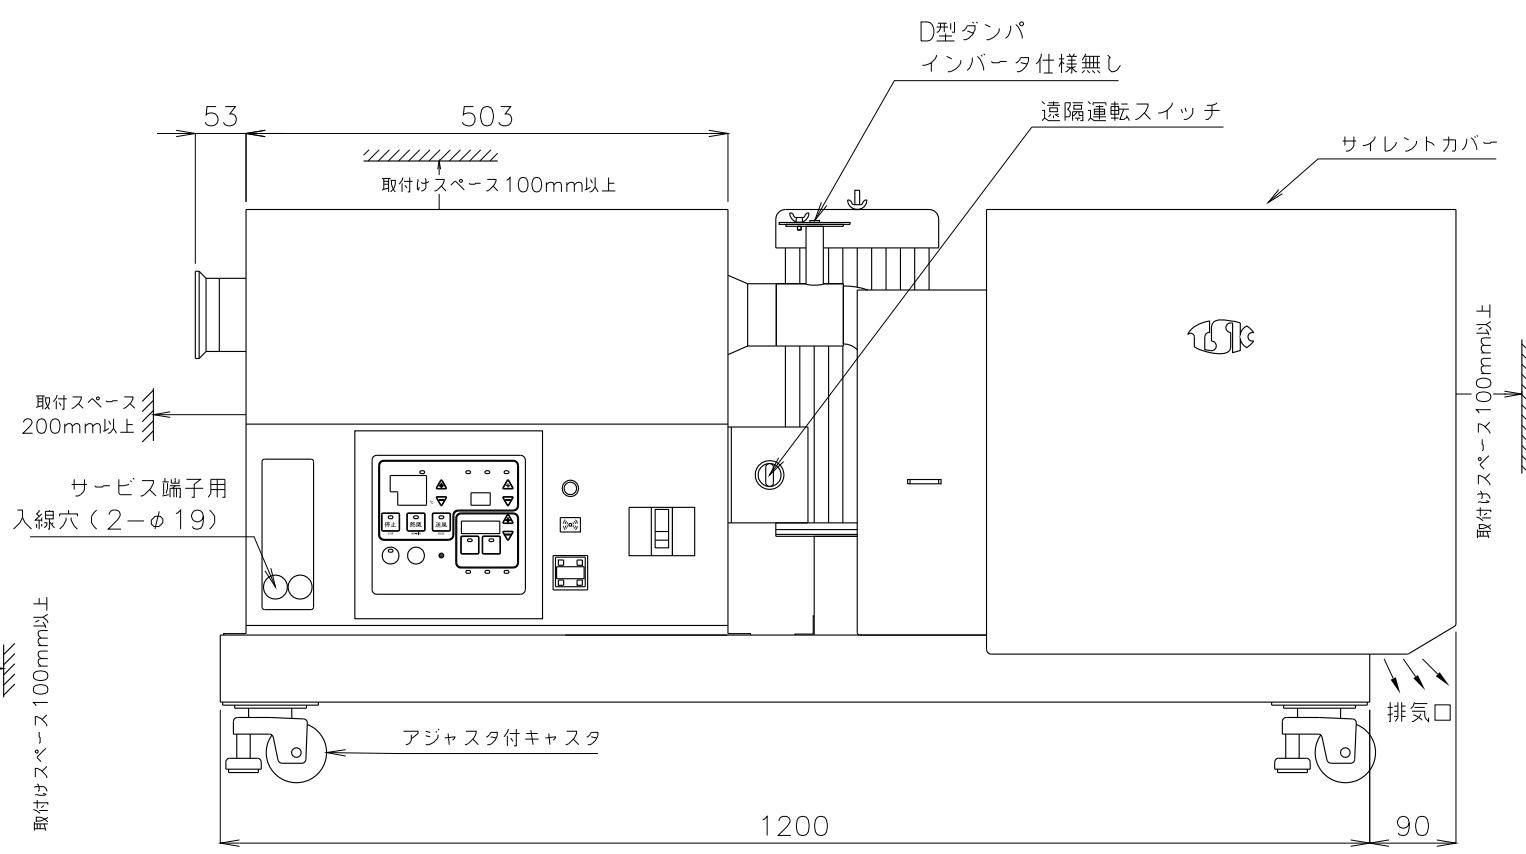 D型ダンパ
インバータ仕様無し
遠隔運転スイッチ
サイレントカバー
53
503
取付けスペース100mm以上
TSK
取付けスペース100mm以上
取付スペース
200mm以上
サービス端子用
入線穴(2-φ19)
℃
停止
熱風
送風
取付けスペース100mm以上
排気口
アジャスタ付キャスタ
1200
90